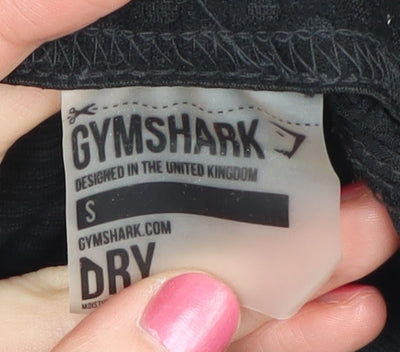 GYMSHARK
DESIGNED IN THE UNITED KINGDOM
S
GYMSHARK.COM
DRY